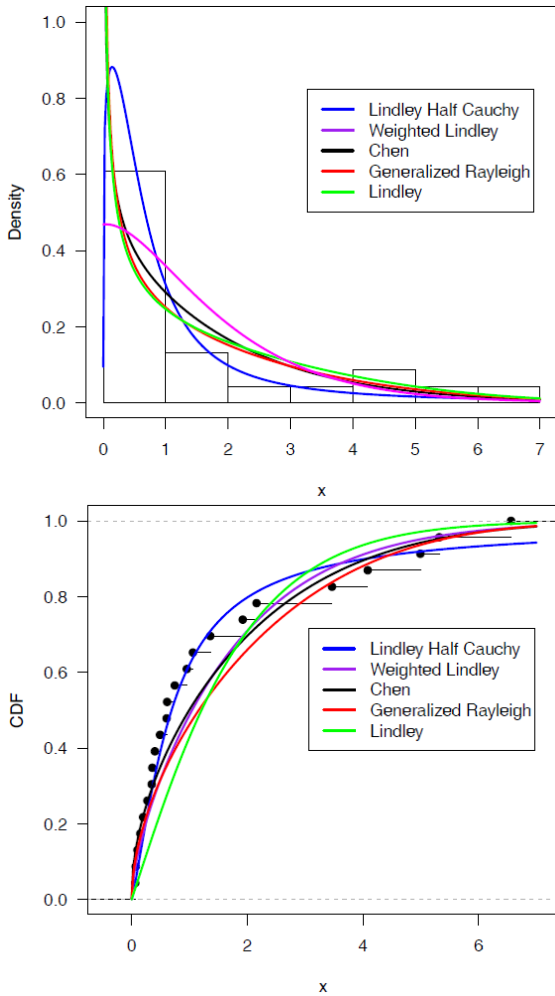 1.0
0.8
0.6
0.4
0.2
0.0
Density
Lindley Half Cauchy
Weighted Lindley
Chen
Generalized Rayleigh
Lindley
0 1 2 3 4 5 6 7
x
1.0
0.8
0.6
0.4
0.2
0.0
CDF
Lindley Half Cauchy
Weighted Lindley
Chen
Generalized Rayleigh
Lindley
0 2 4 6
x